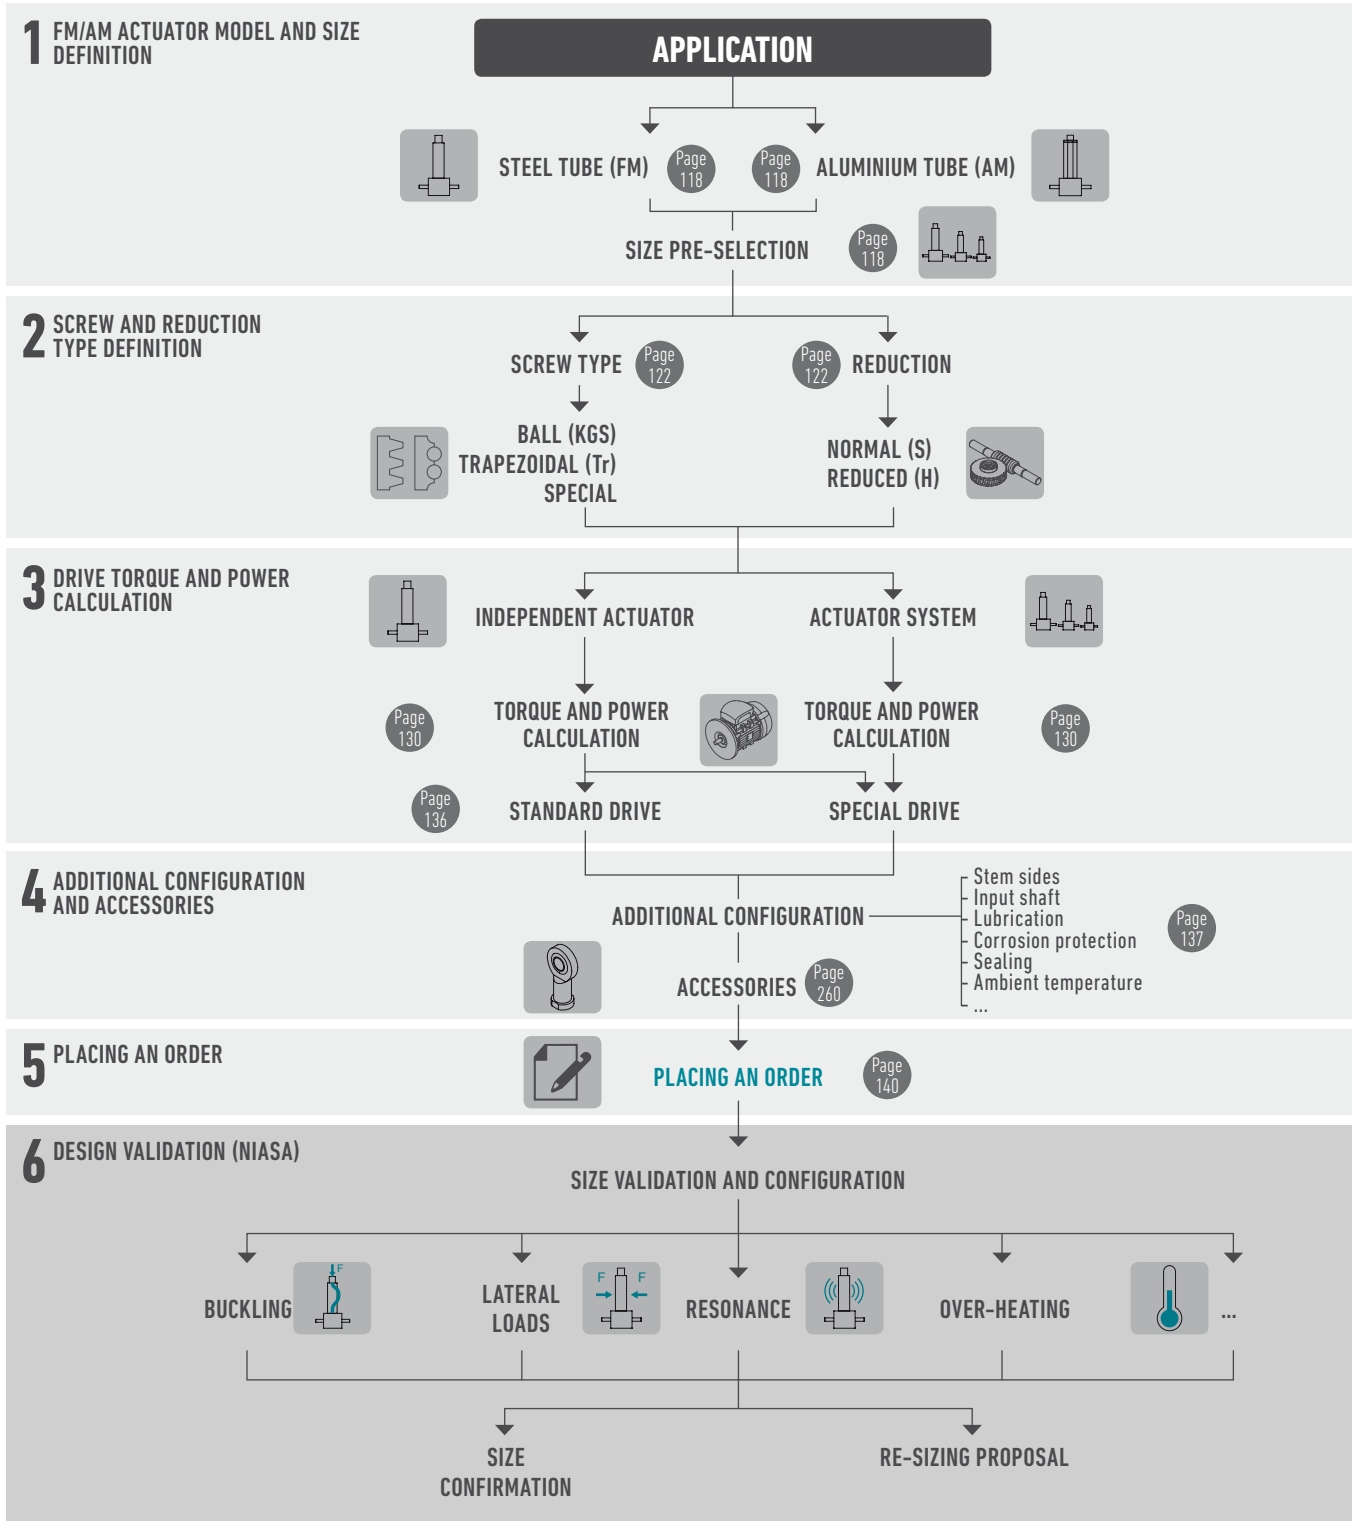 1 FM/AM ACTUATOR MODEL AND SIZE
DEFINITION
APPLICATION
STEEL TUBE (FM)
Page
118
Page
118
ALUMINIUM TUBE (AM)
SIZE PRE-SELECTION
Page
118
2 SCREW AND REDUCTION
TYPE DEFINITION
SCREW TYPE
Page
122
Page
122
REDUCTION
BALL (KGS)
TRAPEZOIDAL (Tr)
SPECIAL
NORMAL (S)
REDUCED (H)
3 DRIVE TORQUE AND POWER
CALCULATION
INDEPENDENT ACTUATOR
ACTUATOR SYSTEM
Page
130
TORQUE AND POWER
CALCULATION
TORQUE AND POWER
CALCULATION
Page
130
Page
136
STANDARD DRIVE
SPECIAL DRIVE
4 ADDITIONAL CONFIGURATION
AND ACCESSORIES
ADDITIONAL CONFIGURATION
Stem sides
Input shaft
Lubrication
Corrosion protection
Sealing
Ambient temperature
...
Page
137
ACCESSORIES
Page
260
5 PLACING AN ORDER
PLACING AN ORDER
Page
140
6 DESIGN VALIDATION (NIASA)
SIZE VALIDATION AND CONFIGURATION
BUCKLING
F
LATERAL
LOADS
F F
RESONANCE
OVER-HEATING
...
SIZE
CONFIRMATION
RE-SIZING PROPOSAL